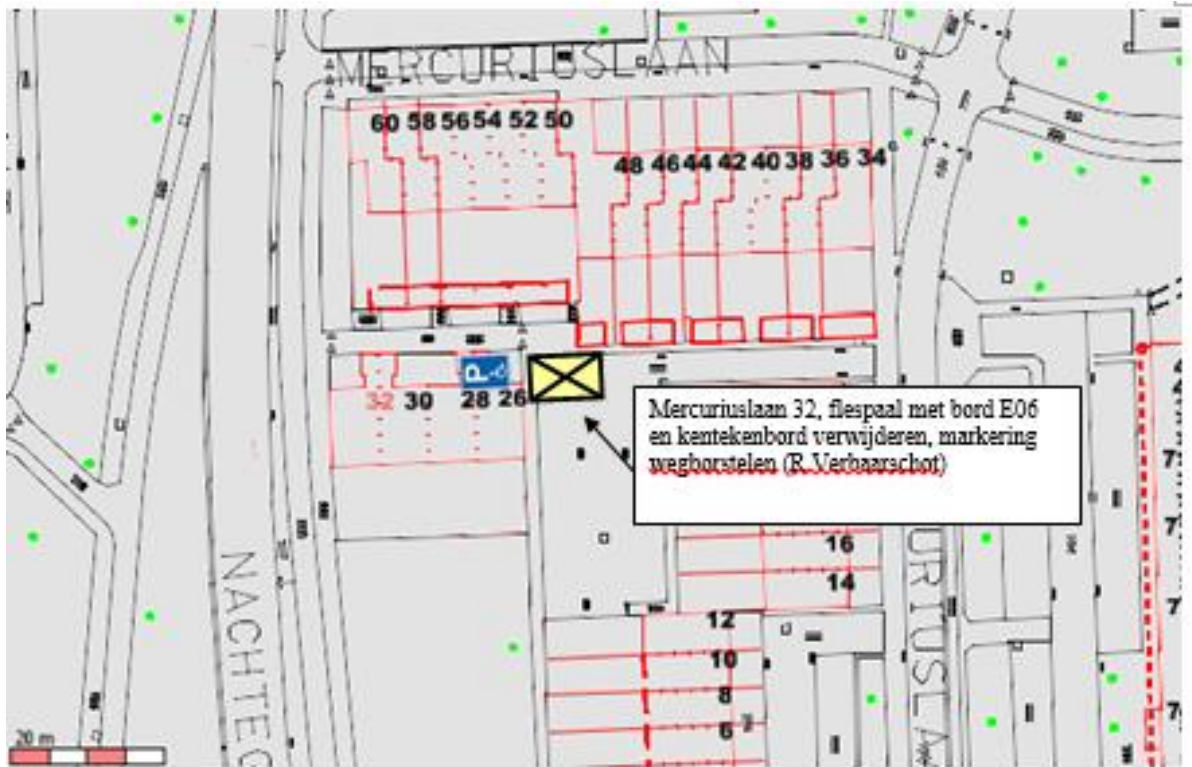 MERCURIUSLAAN
60 58 56 54 52 50
48 46 44 42 40 38 36 34
P
32 30 28 26
Mercuriuslaan 32, flespaal met bord E06
en kentekenbord verwijderen, markering
wegborstelen (R. Verhaarschot)
16
14
12
10
8
6
NACHTEG
URIUSLAA
20 m